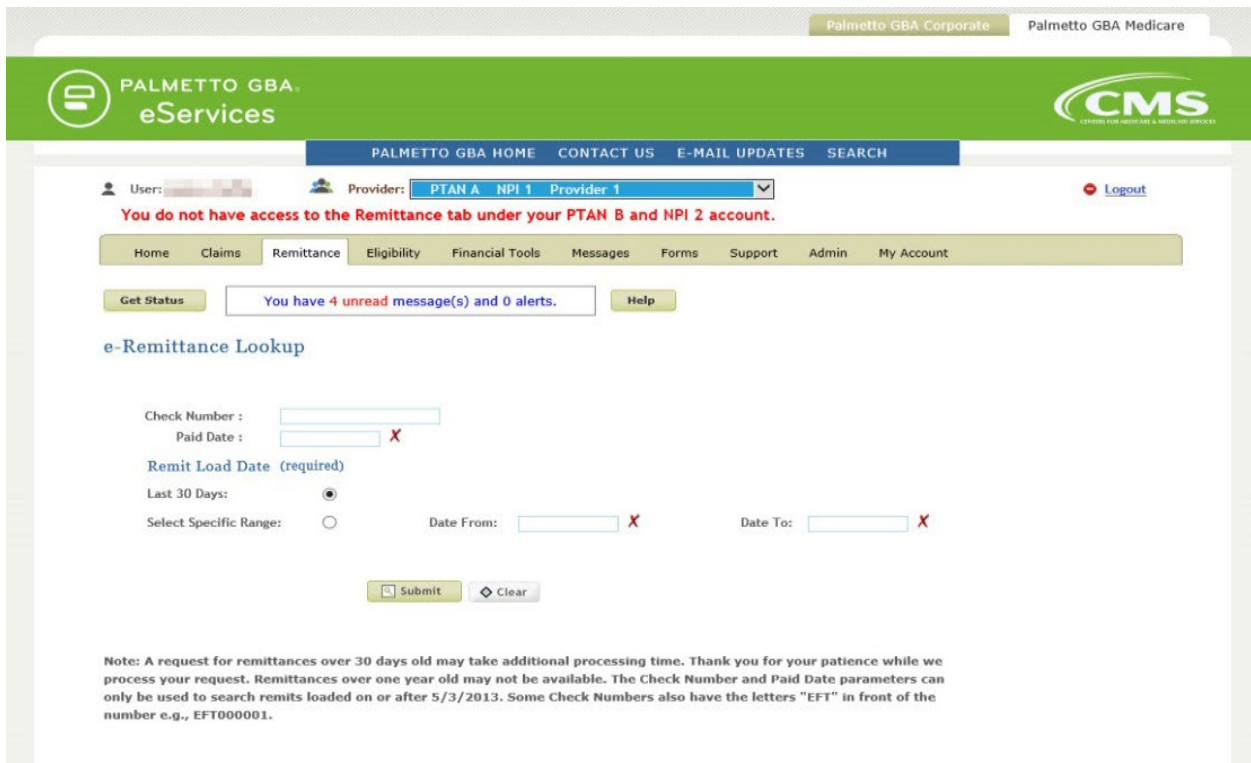 Palmetto GBA Corporate Palmetto GBA Medicare
PALMETTO GBA®
eServices
CMS
CENTERS FOR MEDICARE & MEDICAID SERVICES
PALMETTO GBA HOME CONTACT US E-MAIL UPDATES SEARCH
User: Provider: PTAN A NPI 1 Provider 1 Logout
You do not have access to the Remittance tab under your PTAN B and NPI 2 account.
Home Claims Remittance Eligibility Financial Tools Messages Forms Support Admin My Account
Get Status You have 4 unread message(s) and 0 alerts. Help
e-Remittance Lookup
Check Number :
Paid Date : X
Remit Load Date (required)
Last 30 Days:
Select Specific Range: Date From: X Date To: X
Submit Clear
Note: A request for remittances over 30 days old may take additional processing time. Thank you for your patience while we
process your request. Remittances over one year old may not be available. The Check Number and Paid Date parameters can
only be used to search remits loaded on or after 5/3/2013. Some Check Numbers also have the letters "EFT" in front of the
number e.g., EFT000001.